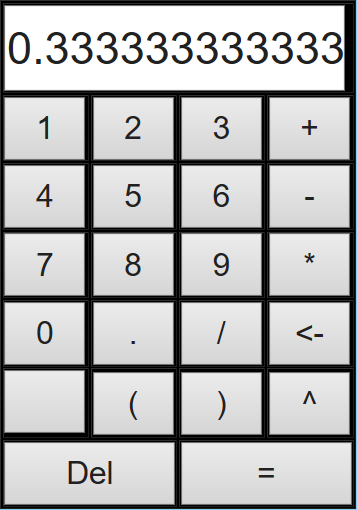 0.333333333333
1 2 3 +
4 5 6 -
7 8 9 *
0 . / <-
( ) ^
Del =